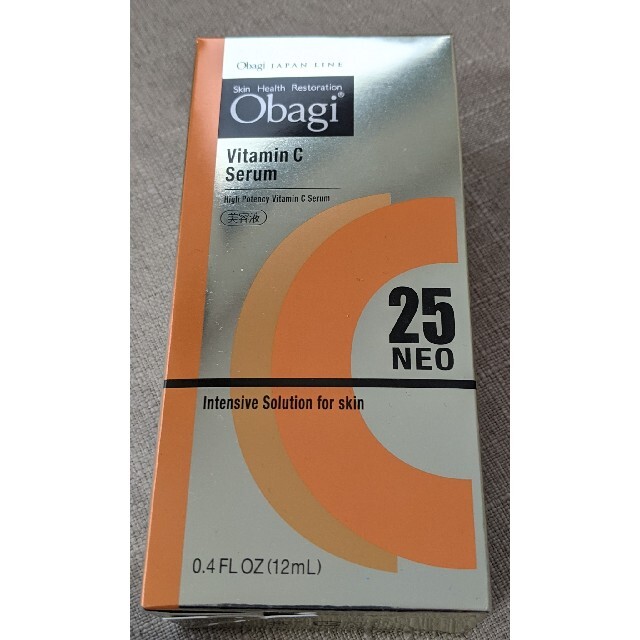 Obagi JAPAN LINE
Skin Health Restoration
Obagi®
Vitamin C
Serum
High Potency Vitamin C Serum
美容液
25
NEO
Intensive Solution for skin
0.4 FL OZ (12mL)